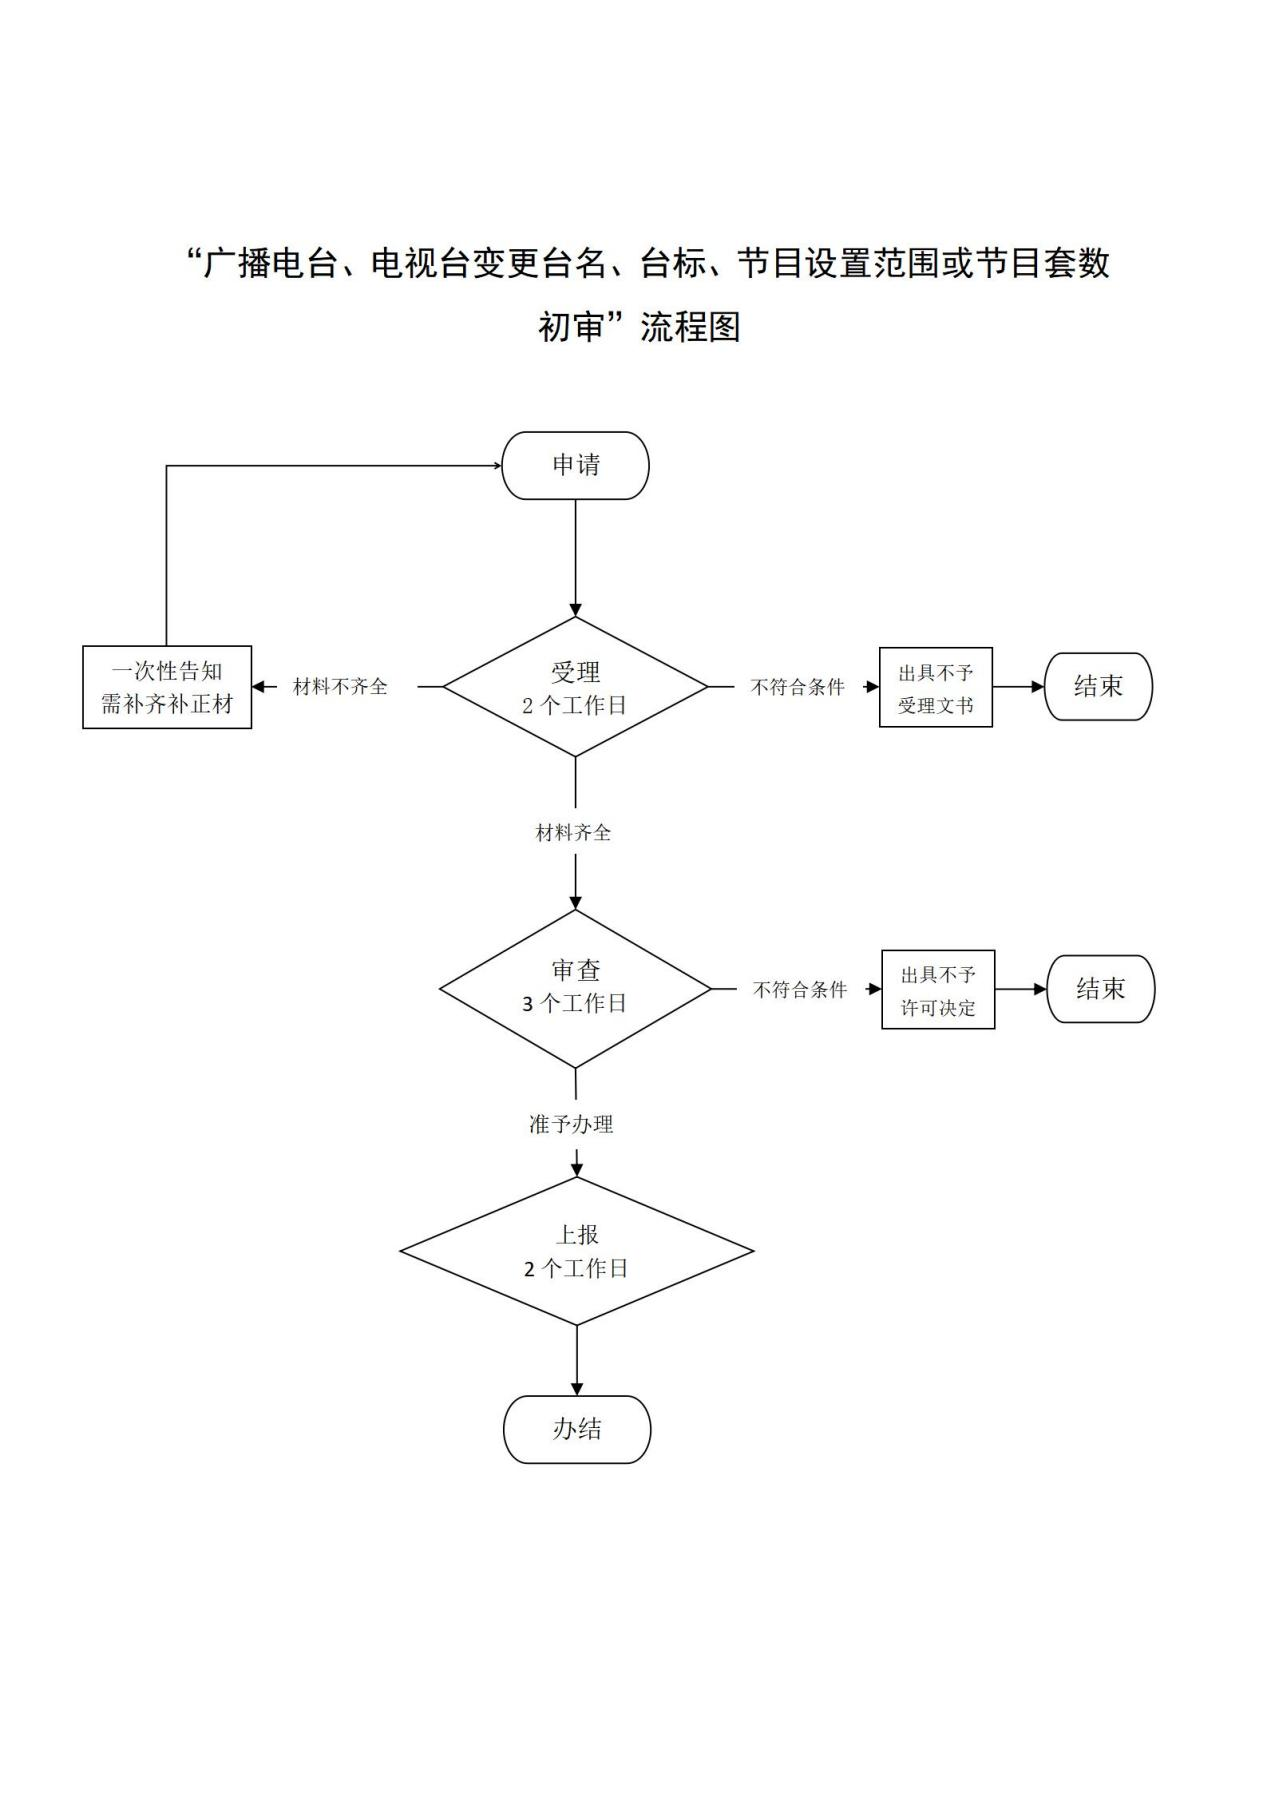 “广播电台、电视台变更台名、台标、节目设置范围或节目套数
初审”流程图
申请
一次性告知
需补齐补正材
材料不齐全
受理
2 个工作日
不符合条件
出具不予
受理文书
结束
材料齐全
审查
3 个工作日
不符合条件
出具不予
许可决定
结束
准予办理
上报
2 个工作日
办结